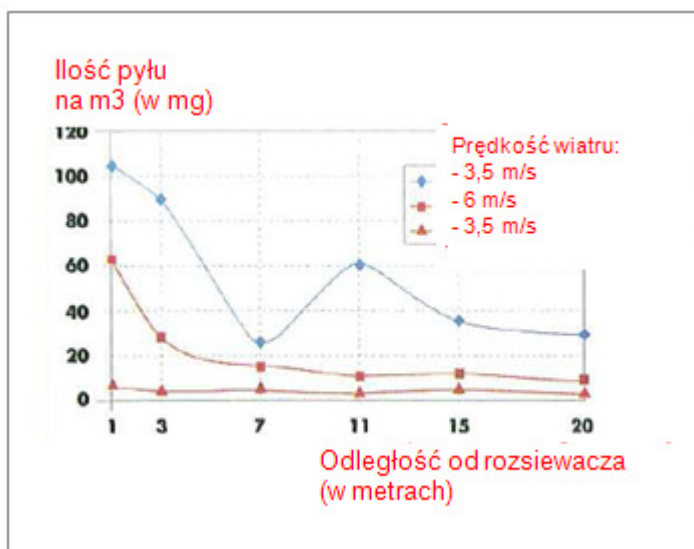 Ilość pyłu
na m3 (w mg)
120
100
80
60
40
20
0
Prędkość wiatru:
- 3,5 m/s
- 6 m/s
- 3,5 m/s
1 3 7 11 15 20
Odległość od rozsiewacza
(w metrach)